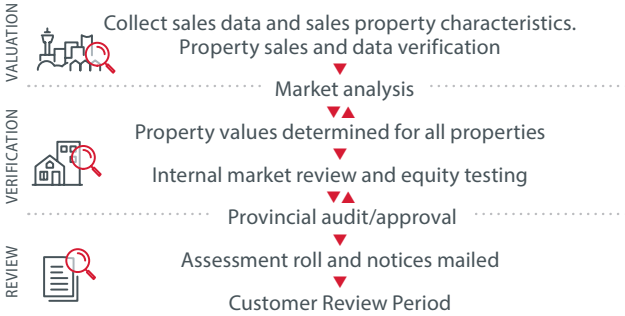 VALUATION
Collect sales data and sales property characteristics.
Property sales and data verification
Market analysis
VERIFICATION
Property values determined for all properties
Internal market review and equity testing
Provincial audit/approval
REVIEW
Assessment roll and notices mailed
Customer Review Period